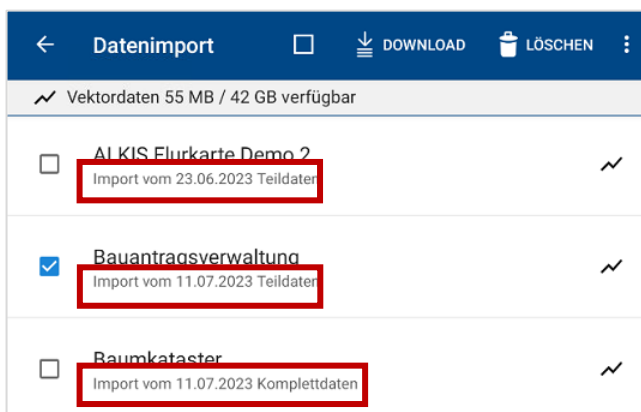 Datenimport DOWNLOAD LÖSCHEN
Vektordaten 55 MB / 42 GB verfügbar
ALKIS Flurkarte Demo 2
Import vom 23.06.2023 Teildaten
Bauantragsverwaltung
Import vom 11.07.2023 Teildaten
Baumkataster
Import vom 11.07.2023 Komplettdaten